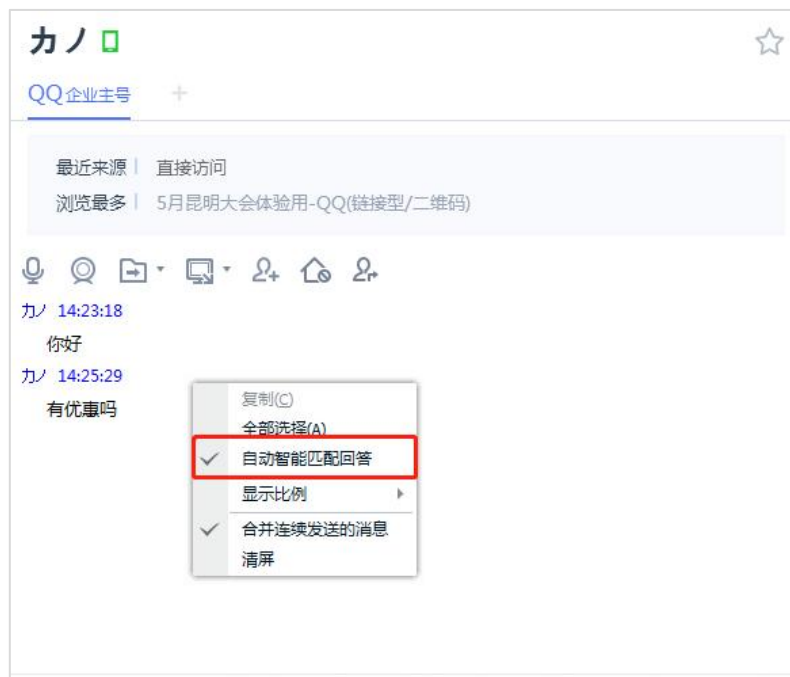 カノ
QQ企业主号 +
最近来源 直接访问
浏览最多 5月昆明大会体验用-QQ(链接型/二维码)
カノ 14:23:18
你好
カノ 14:25:29
有优惠吗
复制(C)
全部选择(A)
自动智能匹配回答
显示比例
合并连续发送的消息
清屏